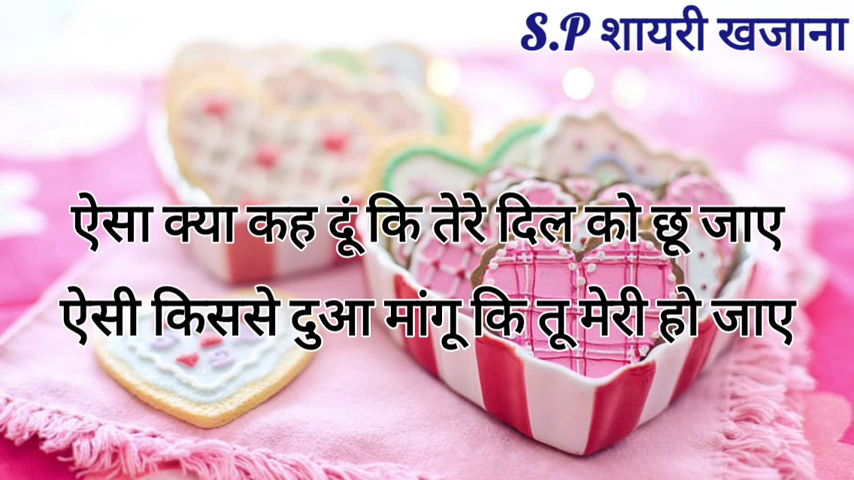 S.P शायरी खजाना
ऐसा क्या कह दूं कि तेरे दिल को छू जाए
ऐसी किससे दुआ मांगू कि तू मेरी हो जाए